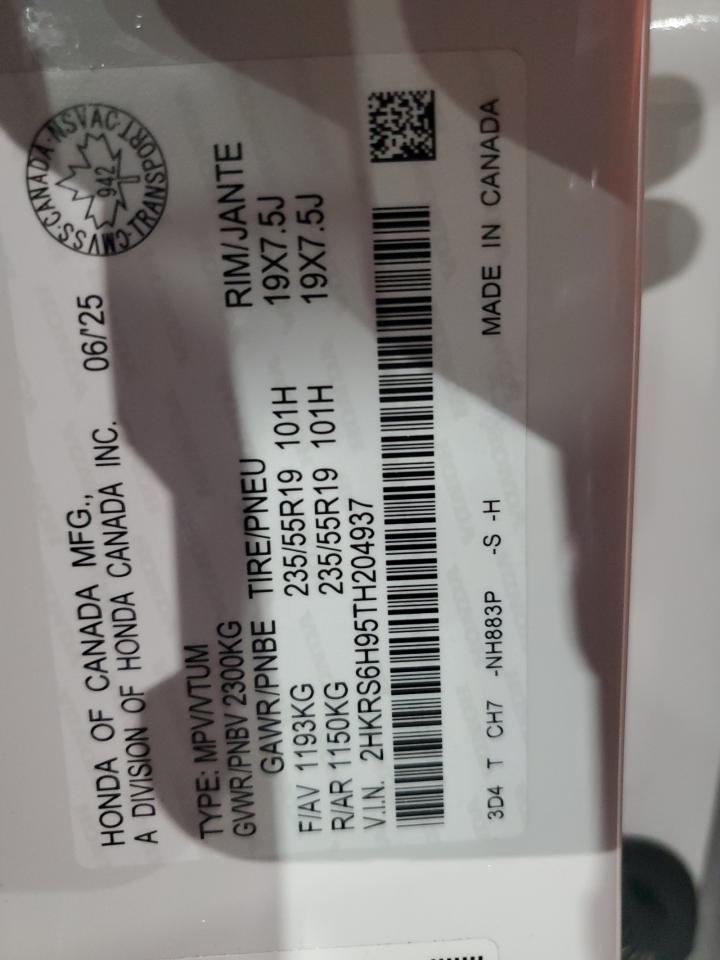 HONDA OF CANADA MFG.,
A DIVISION OF HONDA CANADA INC. 06/'25
CMVSS·CANADA·NSVAC·TRANSPORT·
942
TYPE: MPV/VTUM
GVWR/PNBV 2300KG
GAWR/PNBE TIRE/PNEU RIM/JANTE
F/AV 1193KG 235/55R19 101H 19X7.5J
R/AR 1150KG 235/55R19 101H 19X7.5J
V.I.N. 2HKRS6H95TH204937
3D4 T CH7 -NH883P -S -H MADE IN CANADA